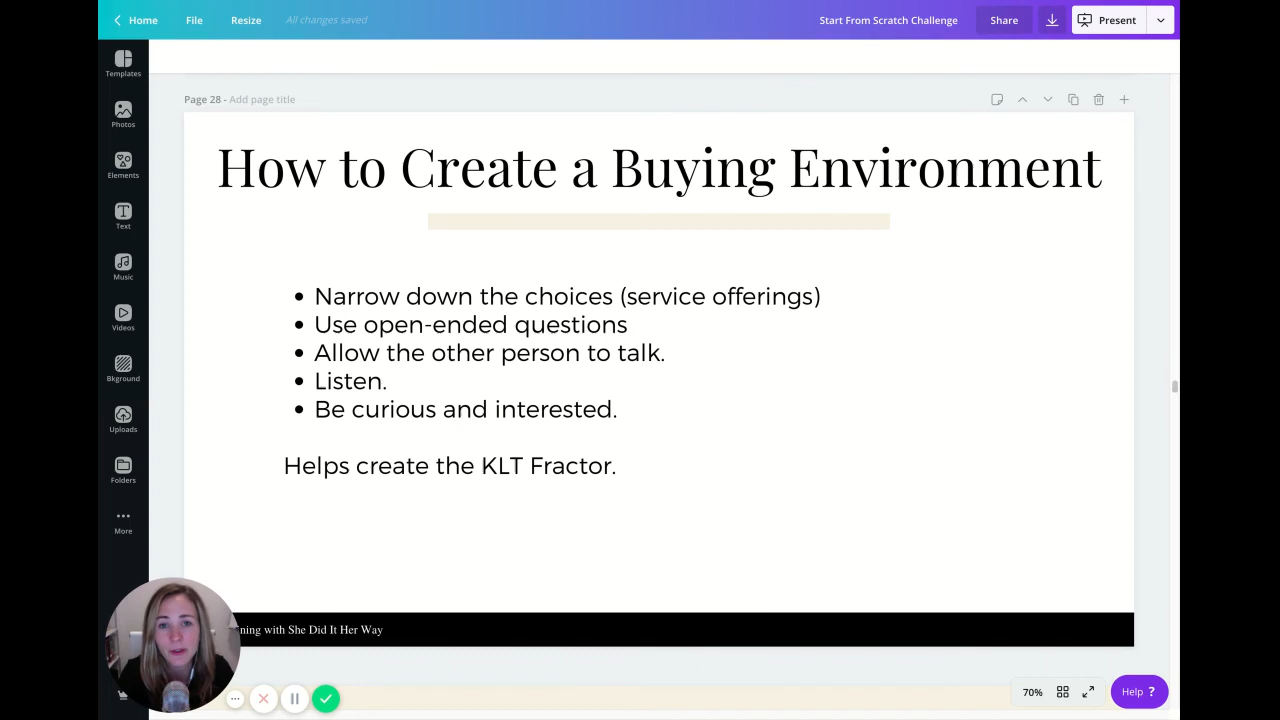 Home File Resize All changes saved Start From Scratch Challenge Share Present
Templates
Photos
Elements
Text
Music
Videos
Bkground
Uploads
Folders
More
Page 28 - Add page title
How to Create a Buying Environment
Narrow down the choices (service offerings)
Use open-ended questions
Allow the other person to talk.
Listen.
Be curious and interested.
Helps create the KLT Fractor.
with She Did It Her Way
70%
Help ?